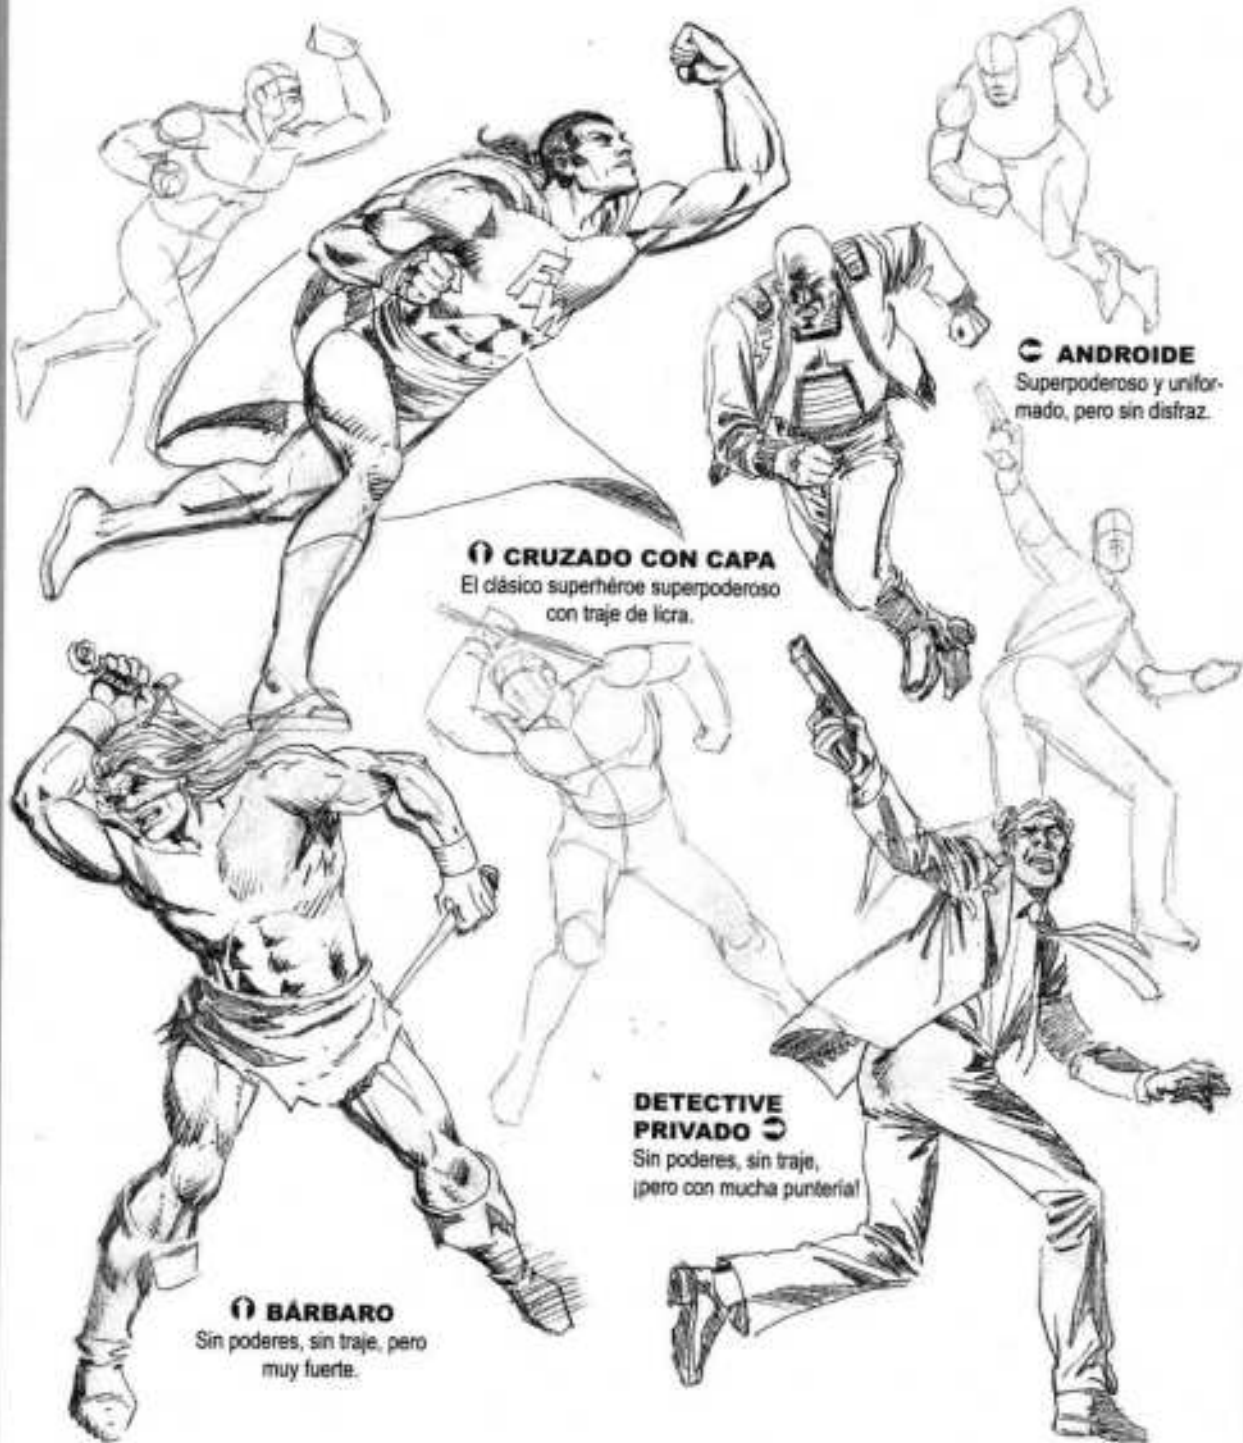 ANDROIDE
Superpoderoso y unifor-
mado, pero sin disfraz.
CRUZADO CON CAPA
El clásico superhéroe superpoderoso
con traje de licra.
DETECTIVE
PRIVADO
Sin poderes, sin traje,
¡pero con mucha puntería!
BÁRBARO
Sin poderes, sin traje, pero
muy fuerte.